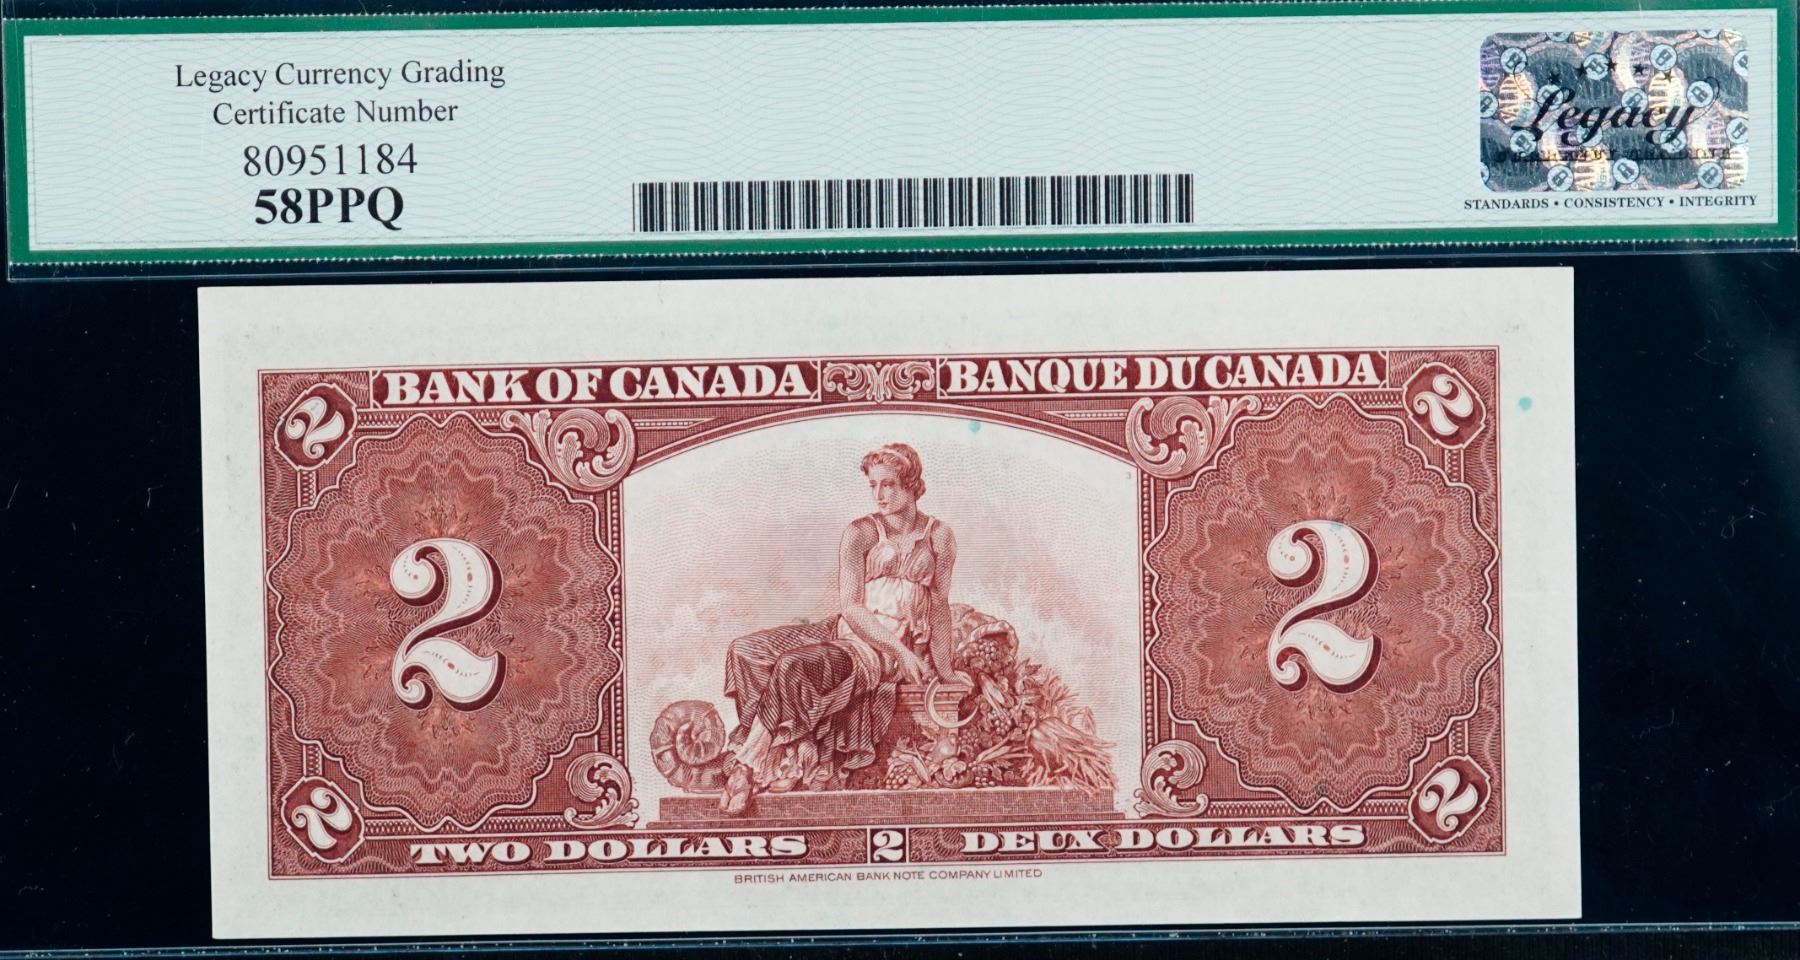 Legacy Currency Grading
Certificate Number
80951184
58PPQ
Legacy
STANDARDS • CONSISTENCY • INTEGRITY
2 BANK OF CANADA BANQUE DU CANADA 2
3
2 2
2 TWO DOLLARS 2 DEUX DOLLARS 2
BRITISH AMERICAN BANK NOTE COMPANY LIMITED